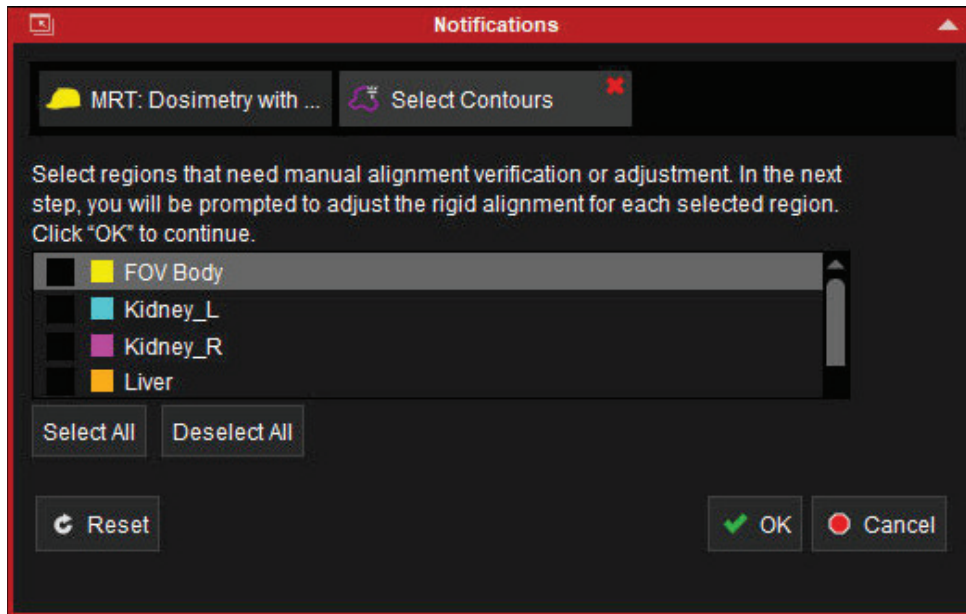 Notifications
MRT: Dosimetry with ...
Select Contours
Select regions that need manual alignment verification or adjustment. In the next
step, you will be prompted to adjust the rigid alignment for each selected region.
Click “OK” to continue.
FOV Body
Kidney_L
Kidney_R
Liver
Select All Deselect All
Reset OK Cancel